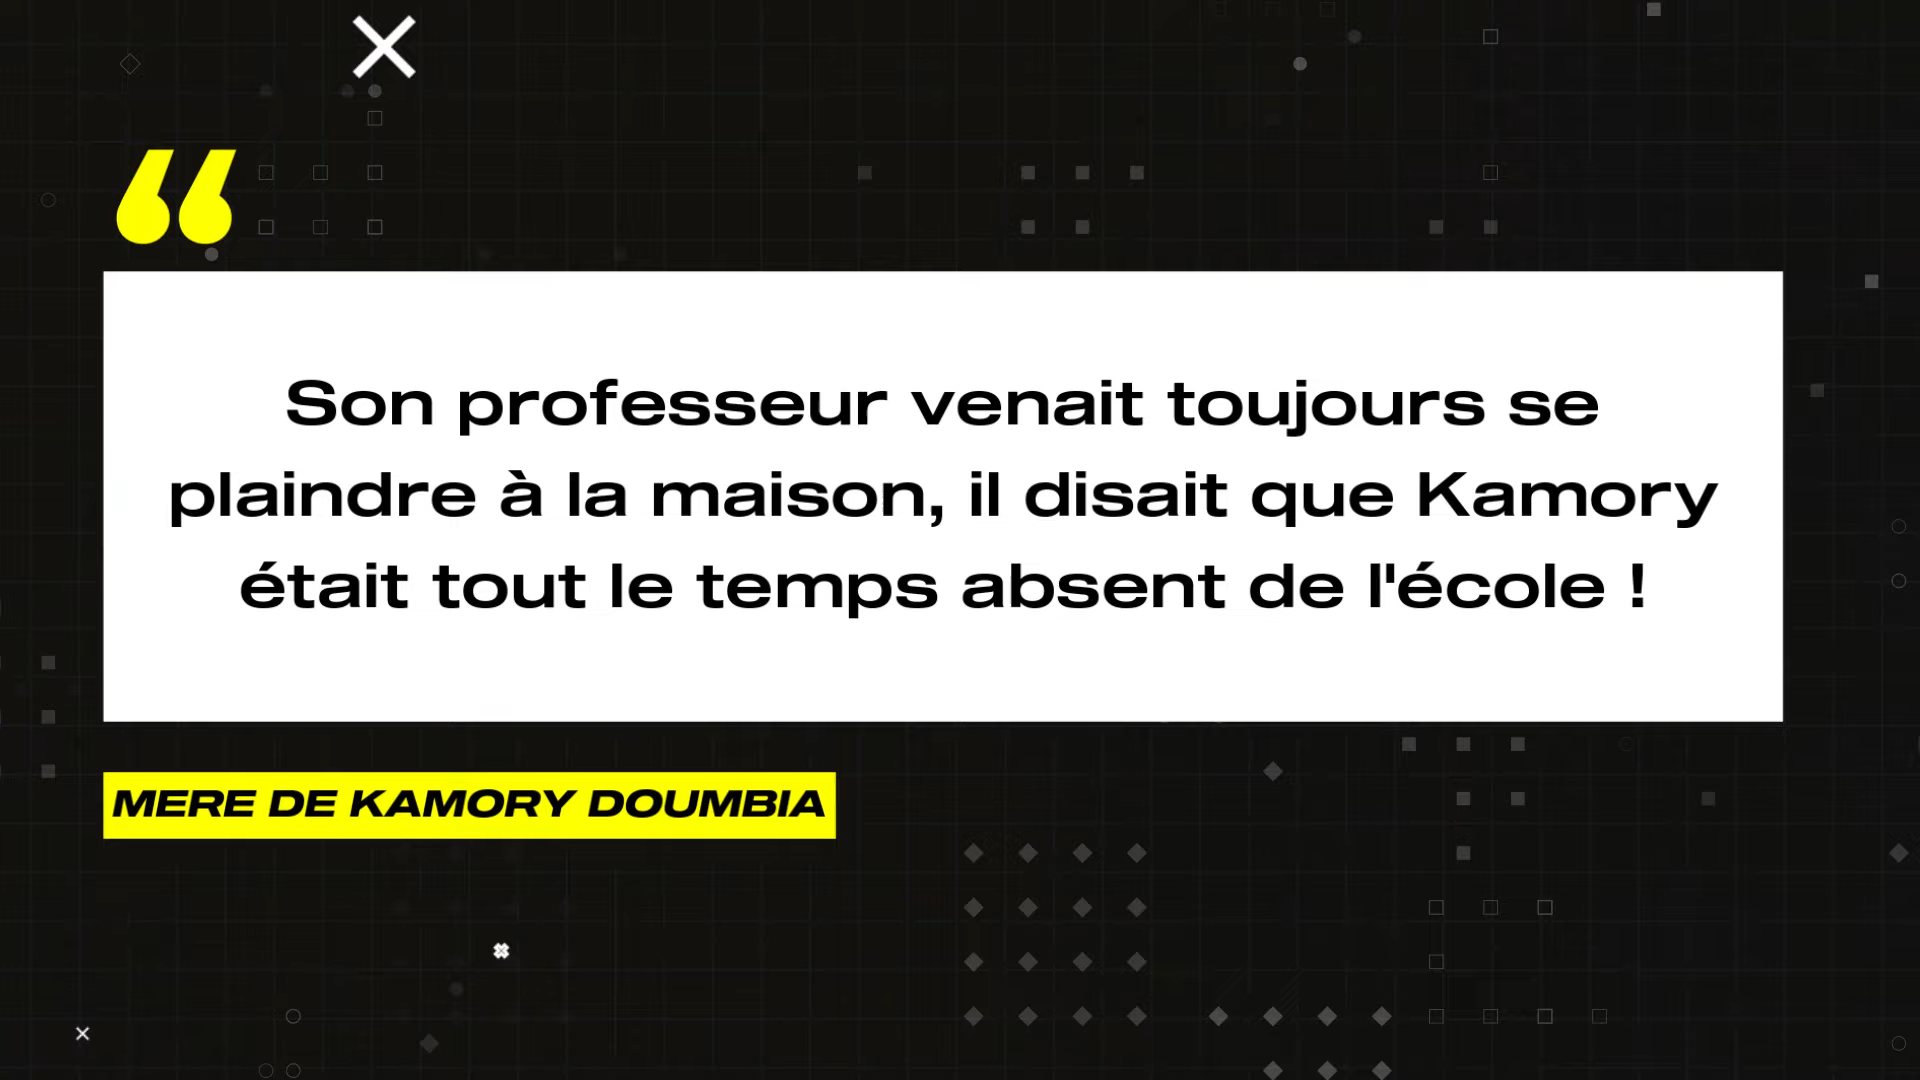 “
Son professeur venait toujours se
plaindre à la maison, il disait que Kamory
était tout le temps absent de l'école !
MERE DE KAMORY DOUMBIA